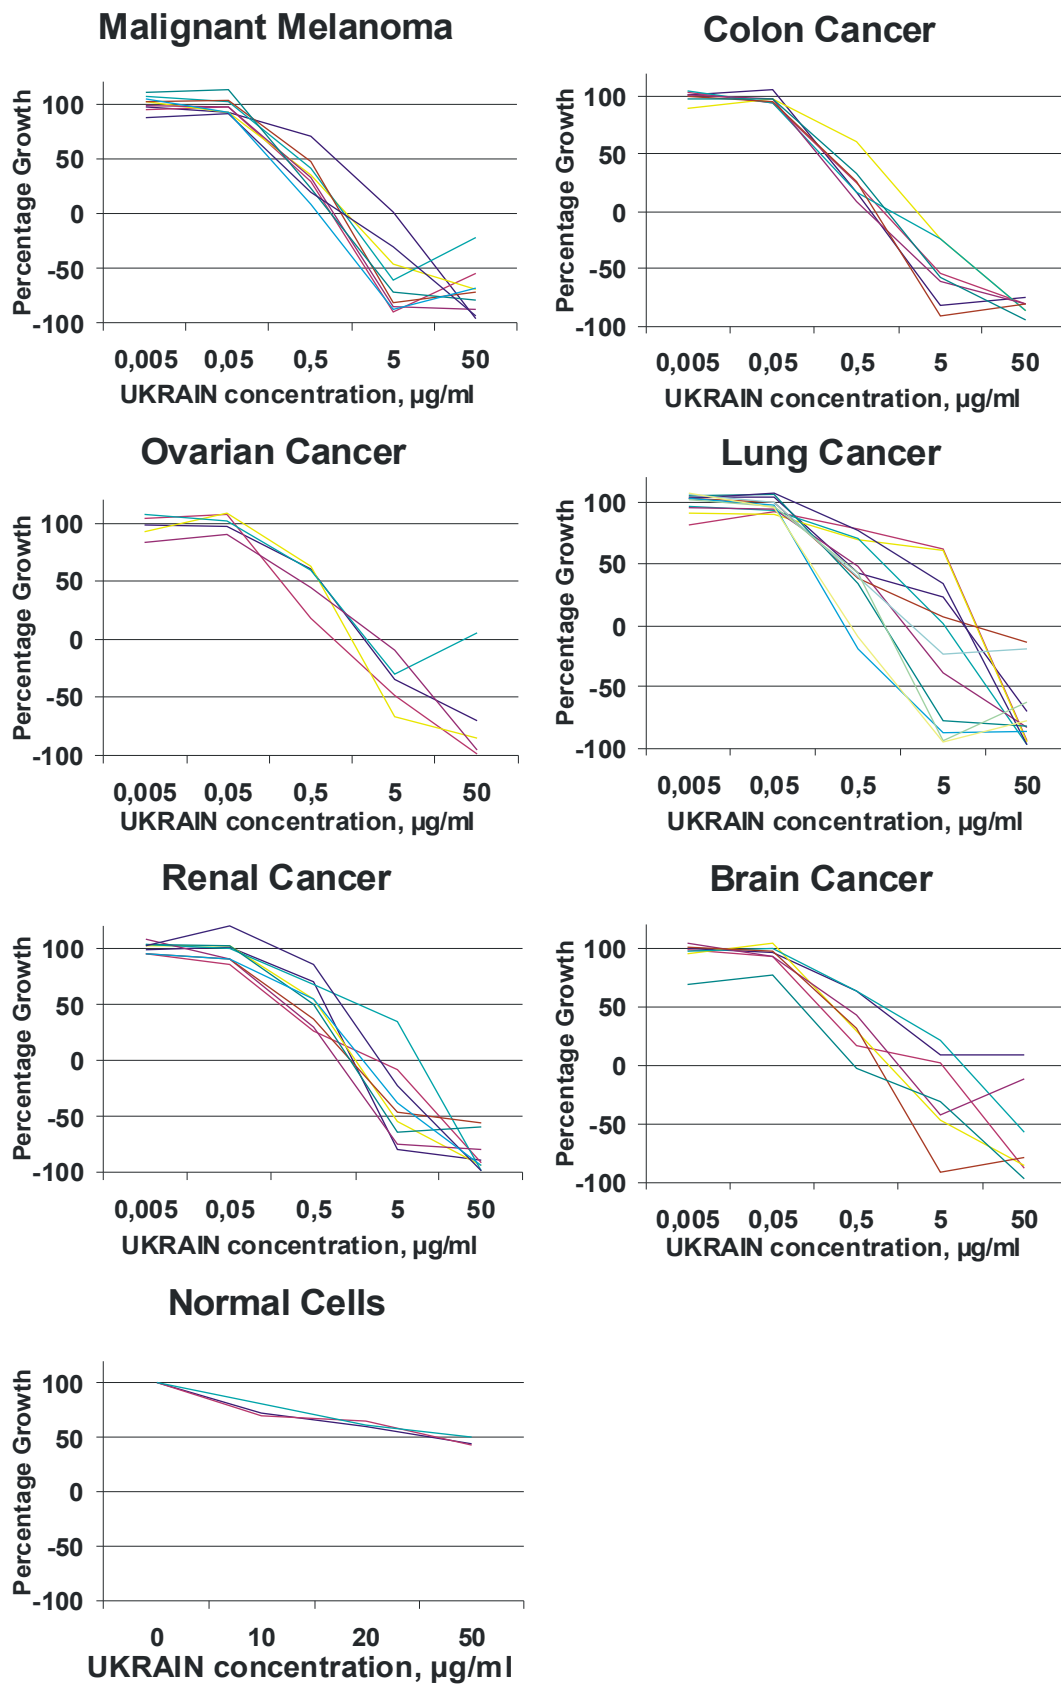 Malignant Melanoma
Percentage Growth
100
50
0
-50
-100
0,005 0,05 0,5 5 50
UKRAIN concentration, µg/ml
Colon Cancer
Percentage Growth
100
50
0
-50
-100
0,005 0,05 0,5 5 50
UKRAIN concentration, µg/ml
Ovarian Cancer
Percentage Growth
100
50
0
-50
-100
0,005 0,05 0,5 5 50
UKRAIN concentration, µg/ml
Lung Cancer
Percentage Growth
100
50
0
-50
-100
0,005 0,05 0,5 5 50
UKRAIN concentration, µg/ml
Renal Cancer
Percentage Growth
100
50
0
-50
-100
0,005 0,05 0,5 5 50
UKRAIN concentration, µg/ml
Brain Cancer
Percentage Growth
100
50
0
-50
-100
0,005 0,05 0,5 5 50
UKRAIN concentration, µg/ml
Normal Cells
Percentage Growth
100
50
0
-50
-100
0 10 20 50
UKRAIN concentration, µg/ml